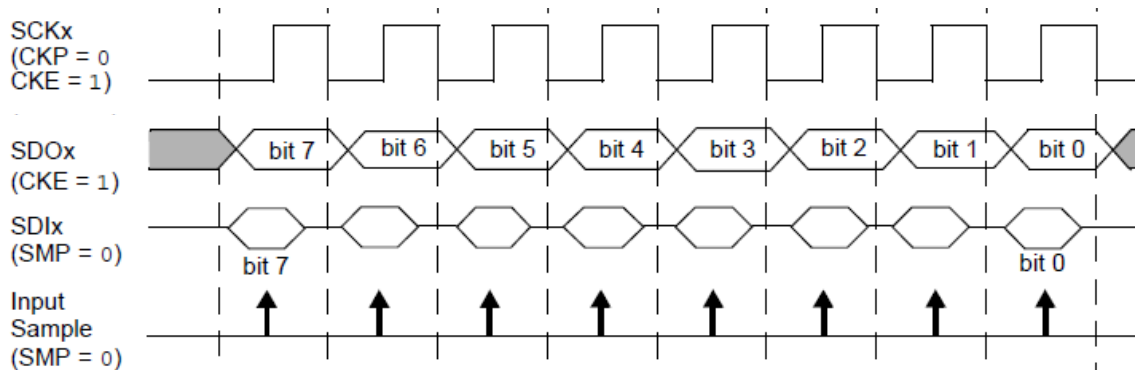 SCKx
(CKP = 0
CKE = 1)
SDOx
(CKE = 1)
bit 7 bit 6 bit 5 bit 4 bit 3 bit 2 bit 1 bit 0
SDIx
(SMP = 0)
bit 7 bit 0
Input
Sample
(SMP = 0)